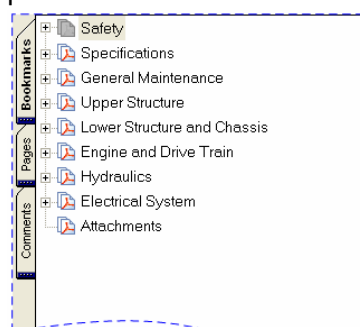 Bookmarks
Pages
Comments
Safety
Specifications
General Maintenance
Upper Structure
Lower Structure and Chassis
Engine and Drive Train
Hydraulics
Electrical System
Attachments